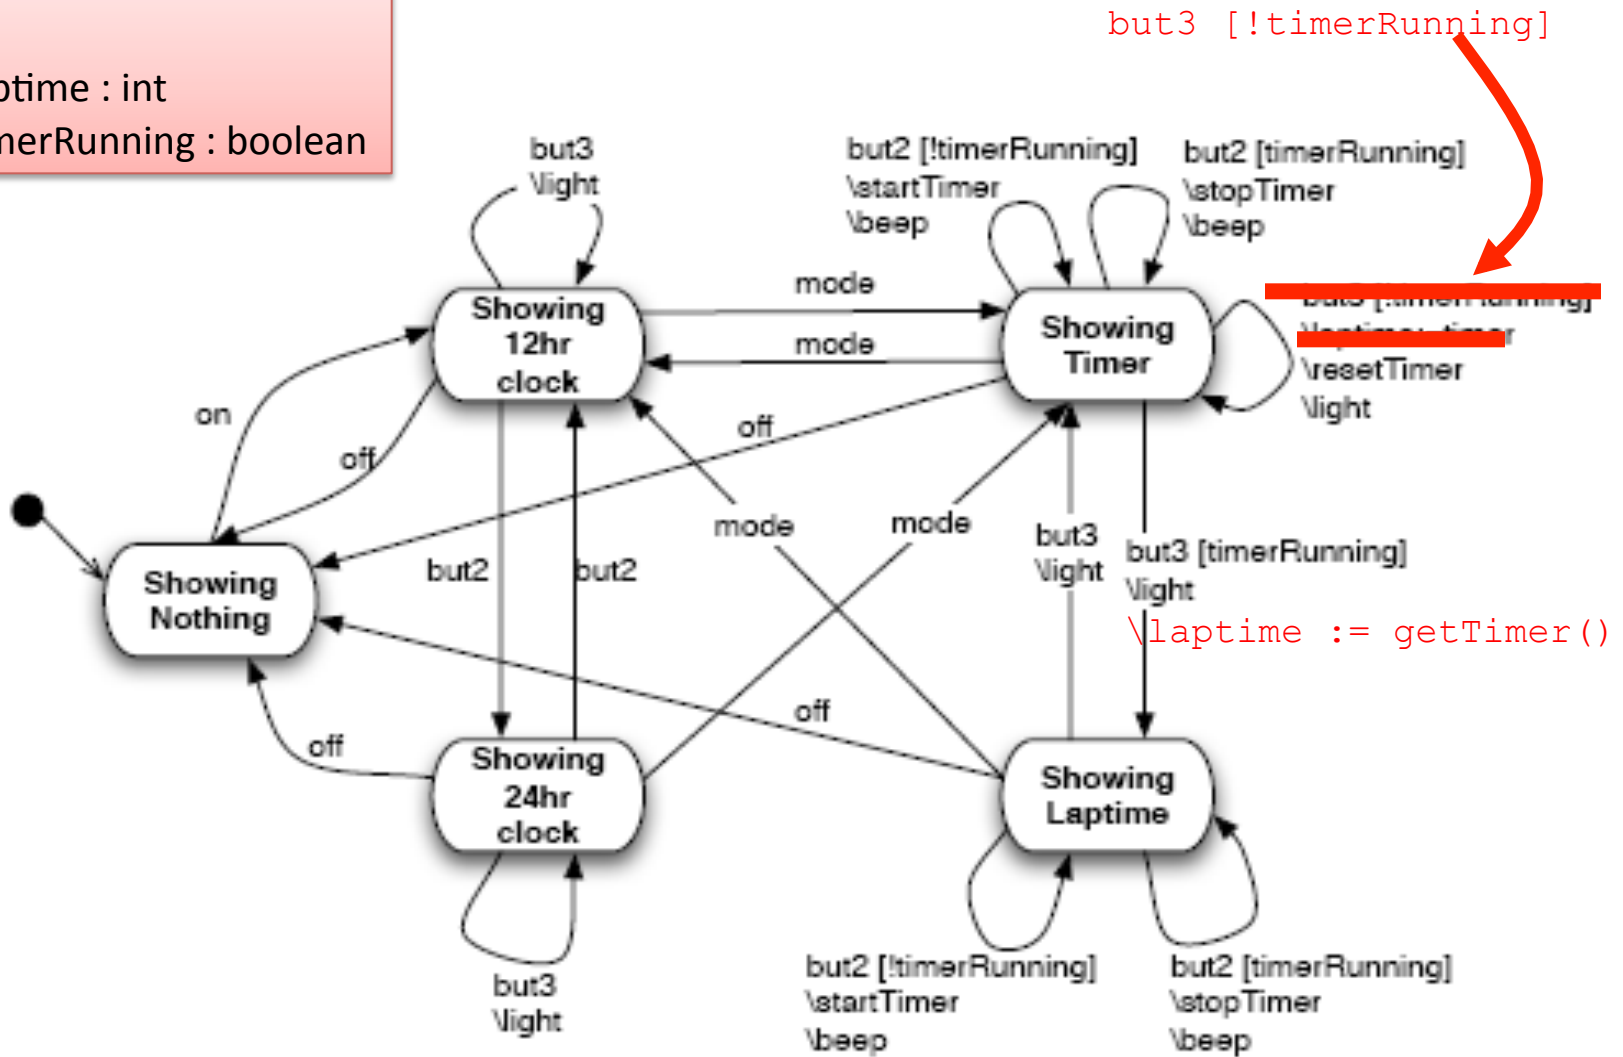 but3 [!timerRunning]
ptime : int
merRunning : boolean
but3
\light
but2 [!timerRunning]
\startTimer
\beep
but2 [timerRunning]
\stopTimer
\beep
mode
mode
Showing
12hr
clock
Showing
Timer
\resetTimer
\light
on
off
off
mode
mode
but3
\light
but3 [timerRunning]
\light
\laptime := getTimer()
but2
but2
Showing
Nothing
off
off
Showing
24hr
clock
Showing
Laptime
but3
\light
but2 [!timerRunning]
\startTimer
\beep
but2 [timerRunning]
\stopTimer
\beep